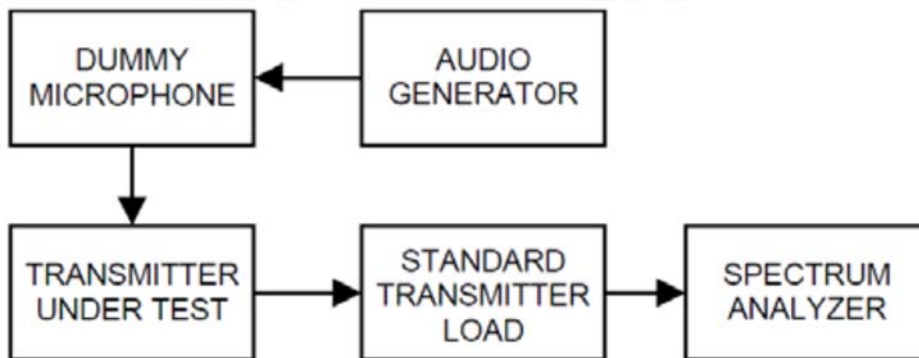 DUMMY
MICROPHONE
AUDIO
GENERATOR
TRANSMITTER
UNDER TEST
STANDARD
TRANSMITTER
LOAD
SPECTRUM
ANALYZER